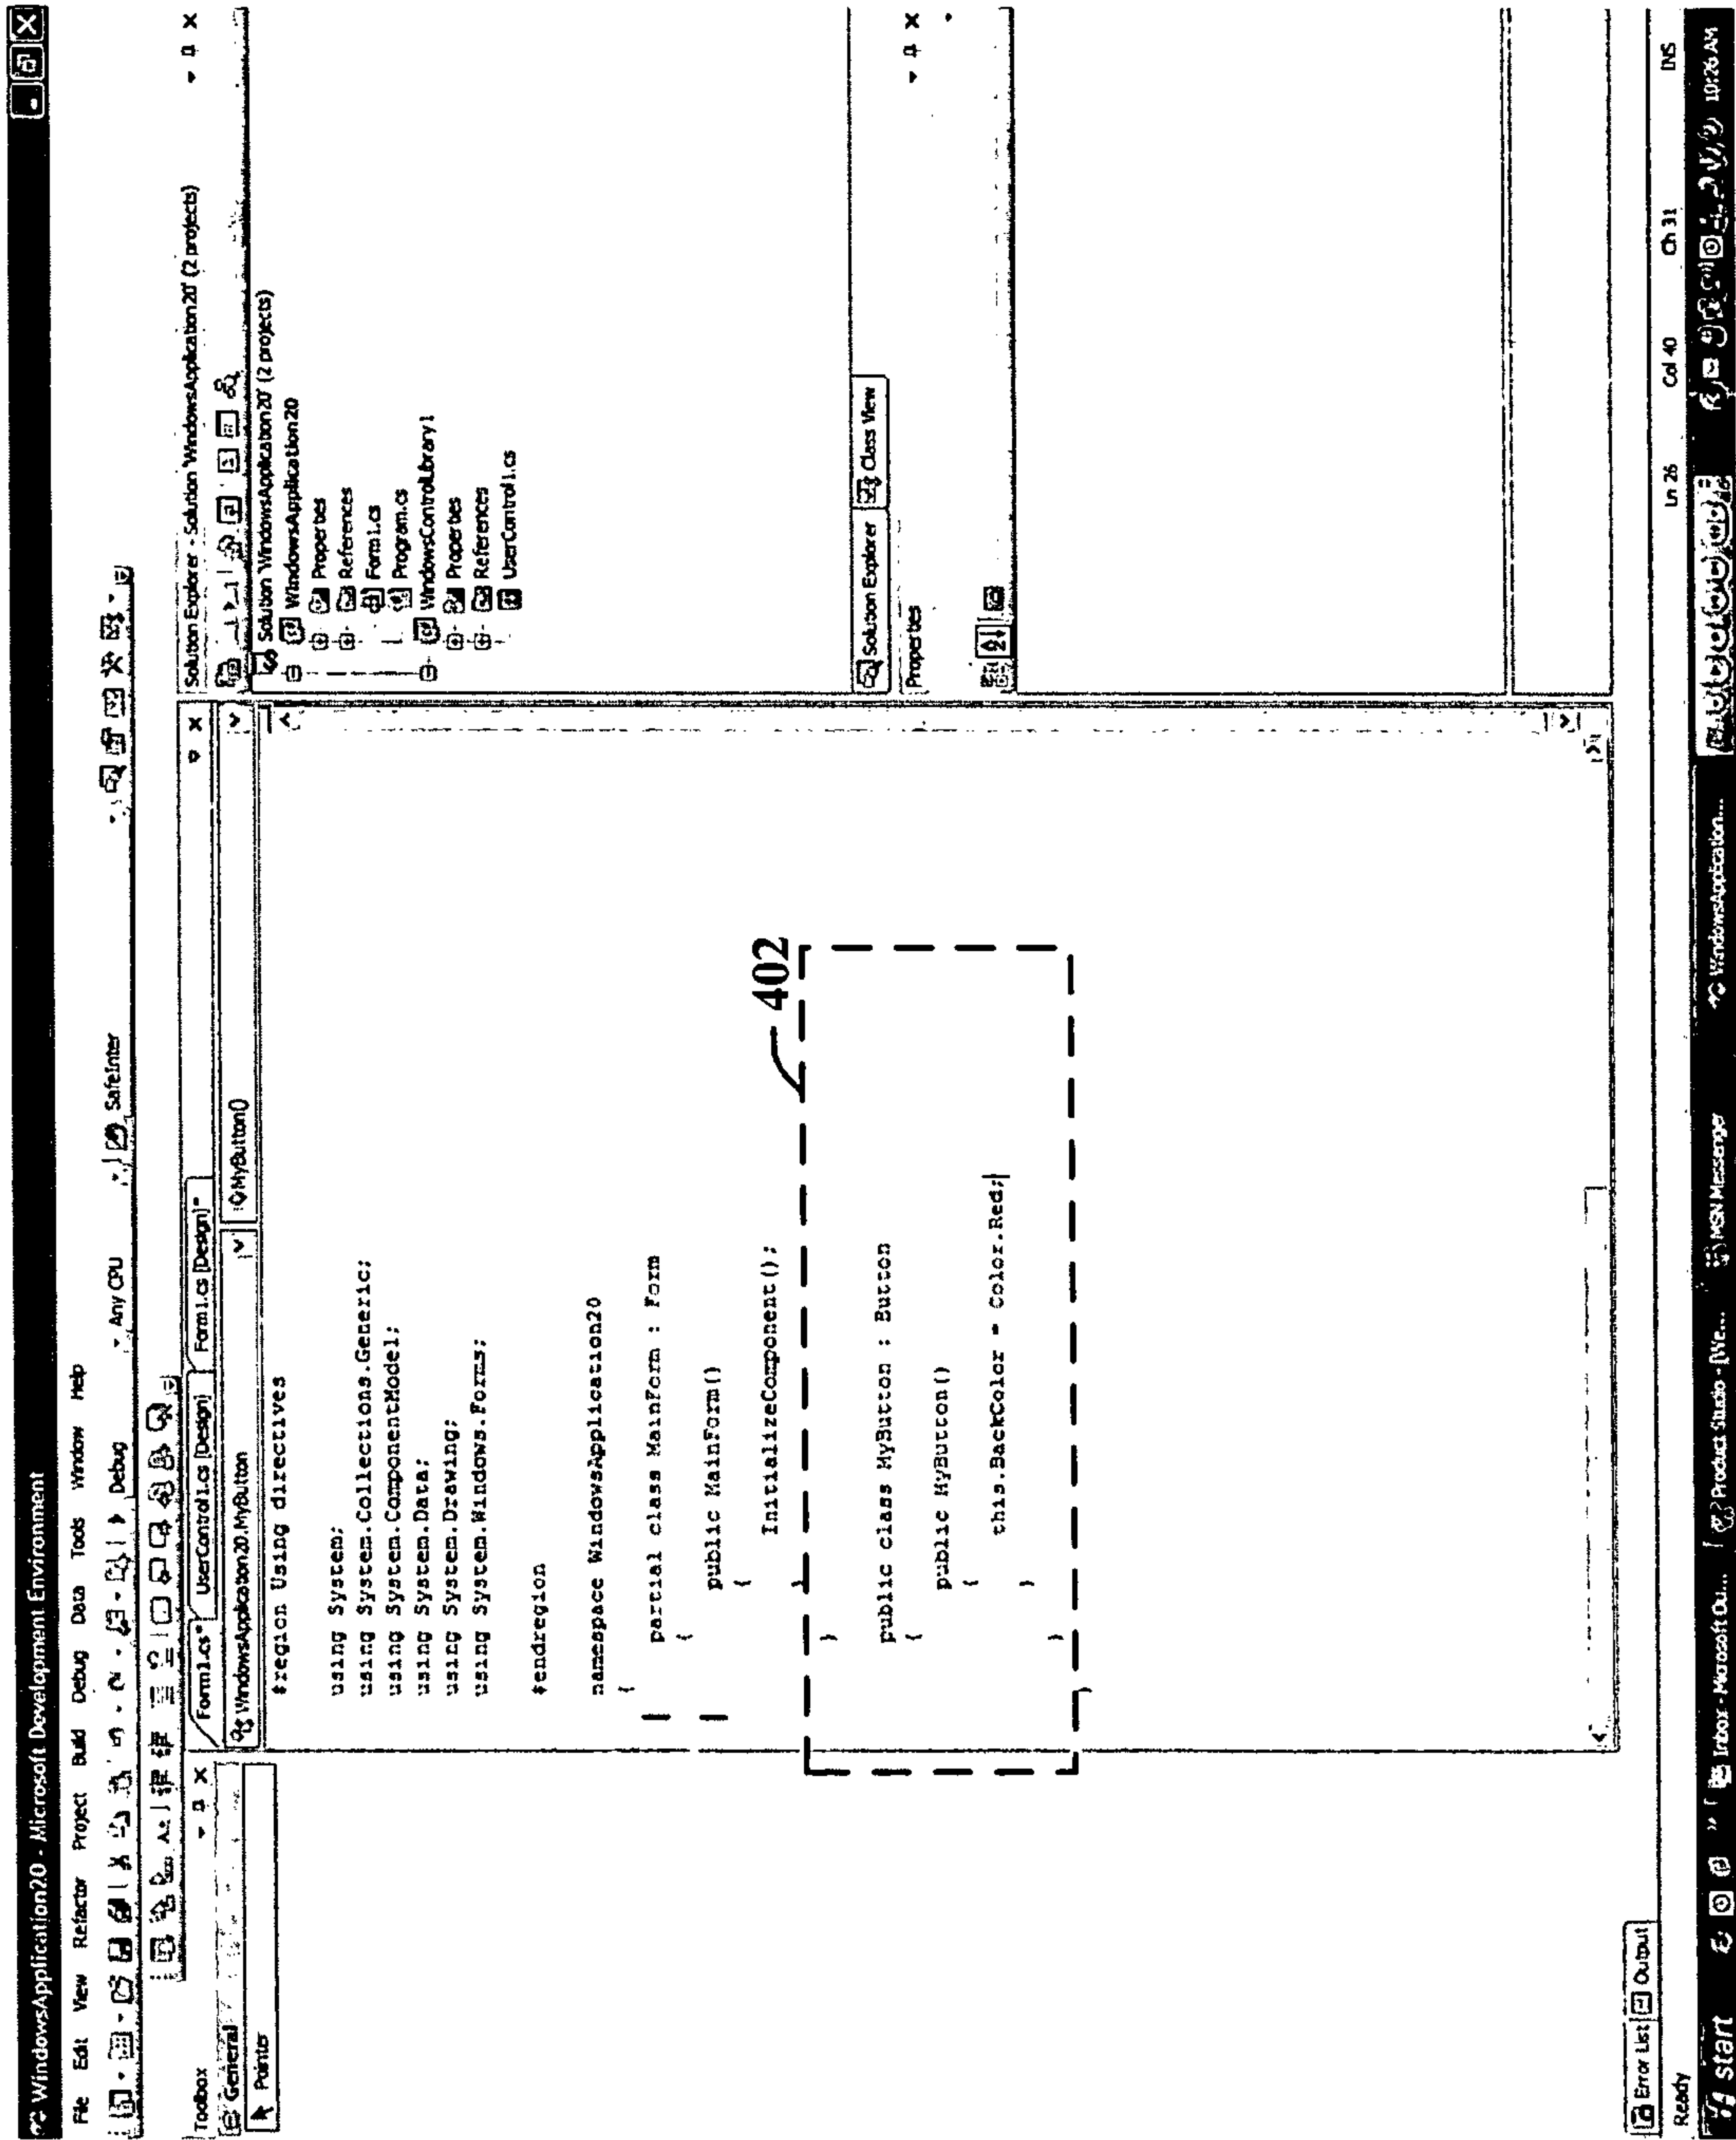 WindowsApplication20 - Microsoft Development Environment
File Edit View Refactor Project Build Debug Data Tools Window Help
Debug Any CPU SafeInter
Toolbox
General
Pointer
Form1.cs* UserControl1.cs [Design] Form1.cs [Design]*
WindowsApplication20.MyButton MyButton()
#region Using directives
using System;
using System.Collections.Generic;
using System.ComponentModel;
using System.Data;
using System.Drawing;
using System.Windows.Forms;
#endregion
namespace WindowsApplication20
{
partial class MainForm : Form
{
public MainForm()
{
InitializeComponent();
}
}
402
public class MyButton : Button
{
public MyButton()
{
this.BackColor = Color.Red;
}
}
}
Solution Explorer - Solution 'WindowsApplication20' (2 projects)
Solution 'WindowsApplication20' (2 projects)
WindowsApplication20
Properties
References
Form1.cs
Program.cs
WindowsControlLibrary1
Properties
References
UserControl1.cs
Solution Explorer Class View
Properties
Error List Output
Ready Ln 26 Col 40 Ch 31 INS
start Inbox - Microsoft Ou... Product Studio - [We... MSN Messenger WindowsApplication... 10:26 AM